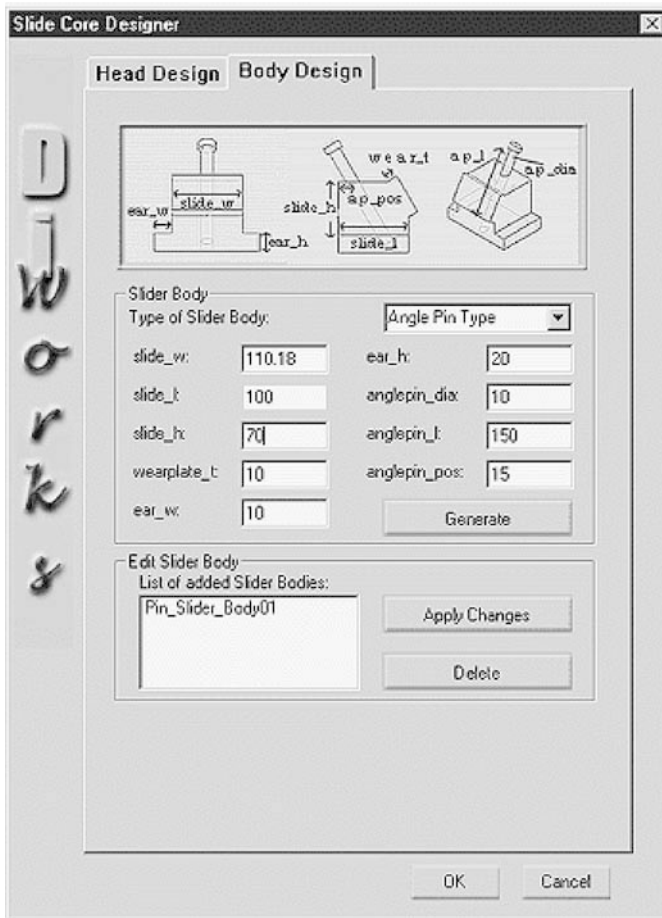 Slide Core Designer
Head Design Body Design
DiWorks
wear_t ap_l
ap_dia
slide_w slide_h ap_pos
ear_w
ear_h slide_l
Slider Body
Type of Slider Body: Angle Pin Type
slide_w: 110.18 ear_h: 20
slide_l: 100 anglepin_dia: 10
slide_h: 70 anglepin_l: 150
wearplate_t: 10 anglepin_pos: 15
ear_w: 10 Generate
Edit Slider Body
List of added Slider Bodies:
Pin_Slider_Body01 Apply Changes
Delete
OK Cancel